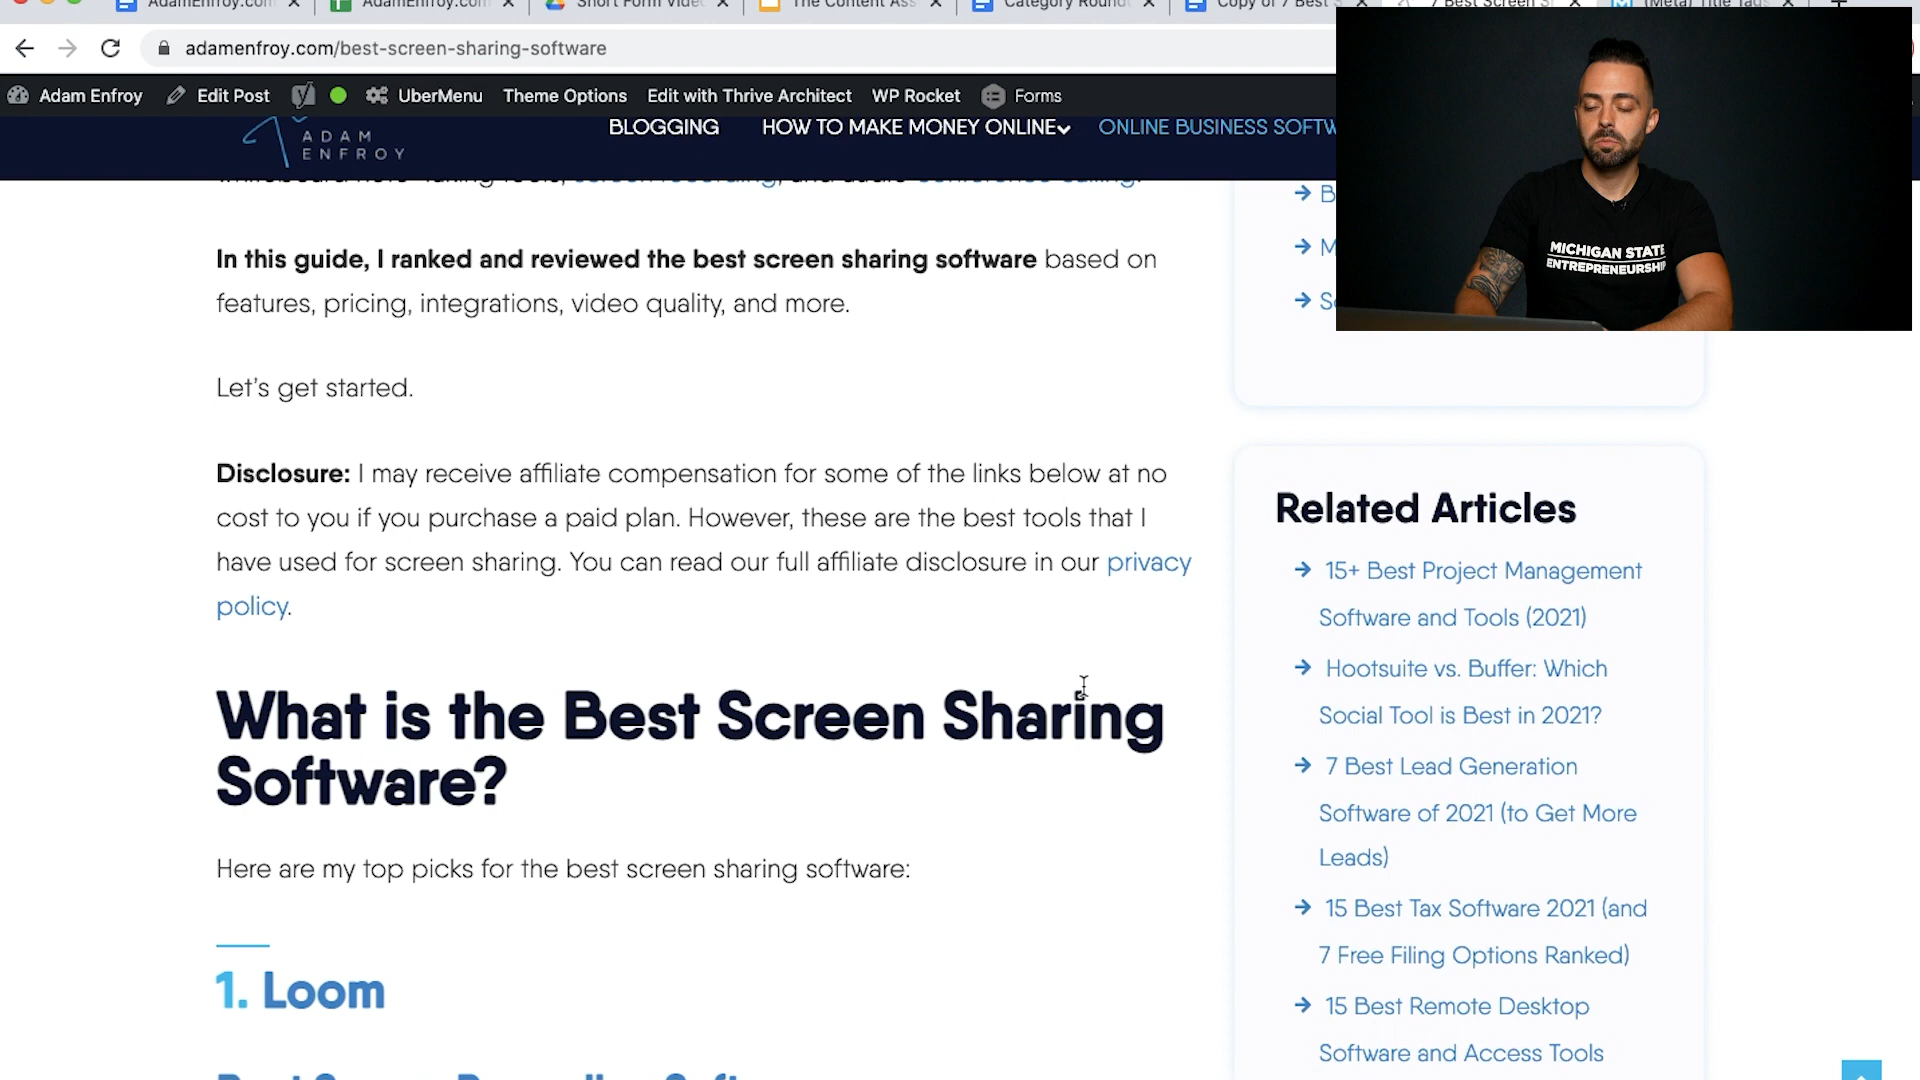 AdamEnfroy.com
AdamEnfroy.com
Short Form Vide
The Content Ass
Category Round
Copy of 7 Best S
7 Best Screen S
(Meta) Title Tags
adamenfroy.com/best-screen-sharing-software
Adam Enfroy Edit Post UberMenu Theme Options Edit with Thrive Architect WP Rocket Forms
ADAM
ENFROY
BLOGGING HOW TO MAKE MONEY ONLINE ONLINE BUSINESS SOFTW
MICHIGAN STATE
ENTREPRENEURSHIP
screen recording, and audio conference calling.
In this guide, I ranked and reviewed the best screen sharing software based on
features, pricing, integrations, video quality, and more.
Let's get started.
Disclosure: I may receive affiliate compensation for some of the links below at no
cost to you if you purchase a paid plan. However, these are the best tools that I
have used for screen sharing. You can read our full affiliate disclosure in our privacy
policy.
What is the Best Screen Sharing
Software?
Here are my top picks for the best screen sharing software:
1. Loom
B
M
Related Articles
15+ Best Project Management
Software and Tools (2021)
Hootsuite vs. Buffer: Which
Social Tool is Best in 2021?
7 Best Lead Generation
Software of 2021 (to Get More
Leads)
15 Best Tax Software 2021 (and
7 Free Filing Options Ranked)
15 Best Remote Desktop
Software and Access Tools